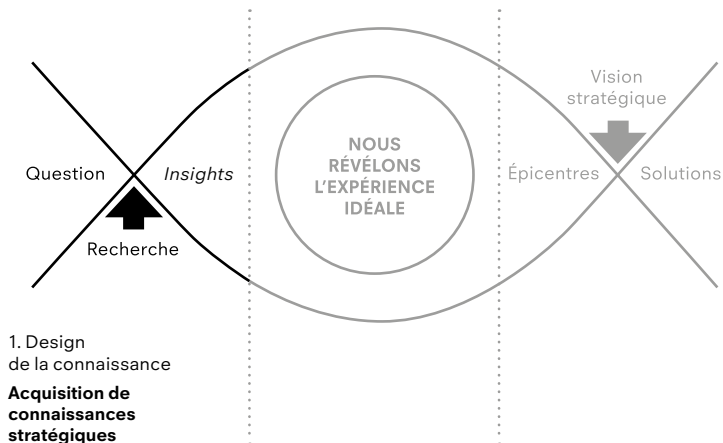 Question
Insights
Recherche
NOUS
RÉVÉLONS
L'EXPÉRIENCE
IDÉALE
Vision
stratégique
Épicentres
Solutions
1. Design
de la connaissance
Acquisition de
connaissances
stratégiques